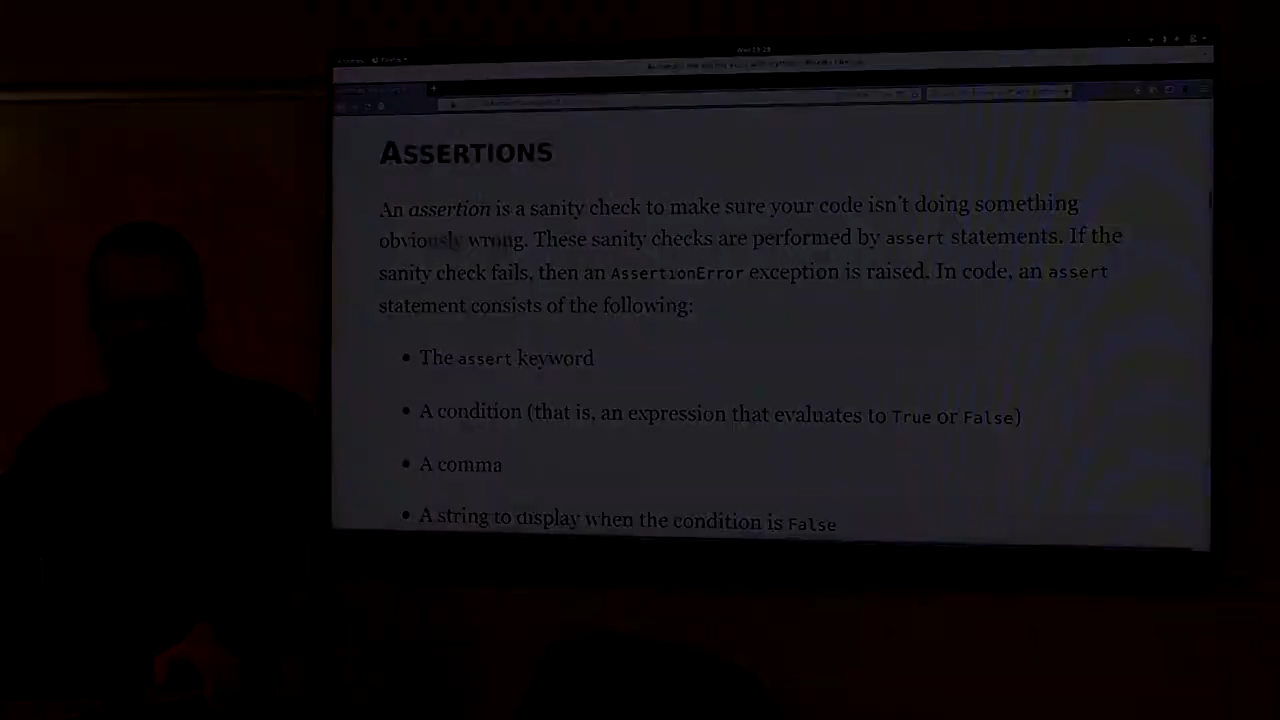 ASSERTIONS
An assertion is a sanity check to make sure your code isn't doing something
obviously wrong. These sanity checks are performed by assert statements. If the
sanity check fails, then an AssertionError exception is raised. In code, an assert
statement consists of the following:
• The assert keyword
• A condition (that is, an expression that evaluates to True or False)
• A comma
• A string to display when the condition is False